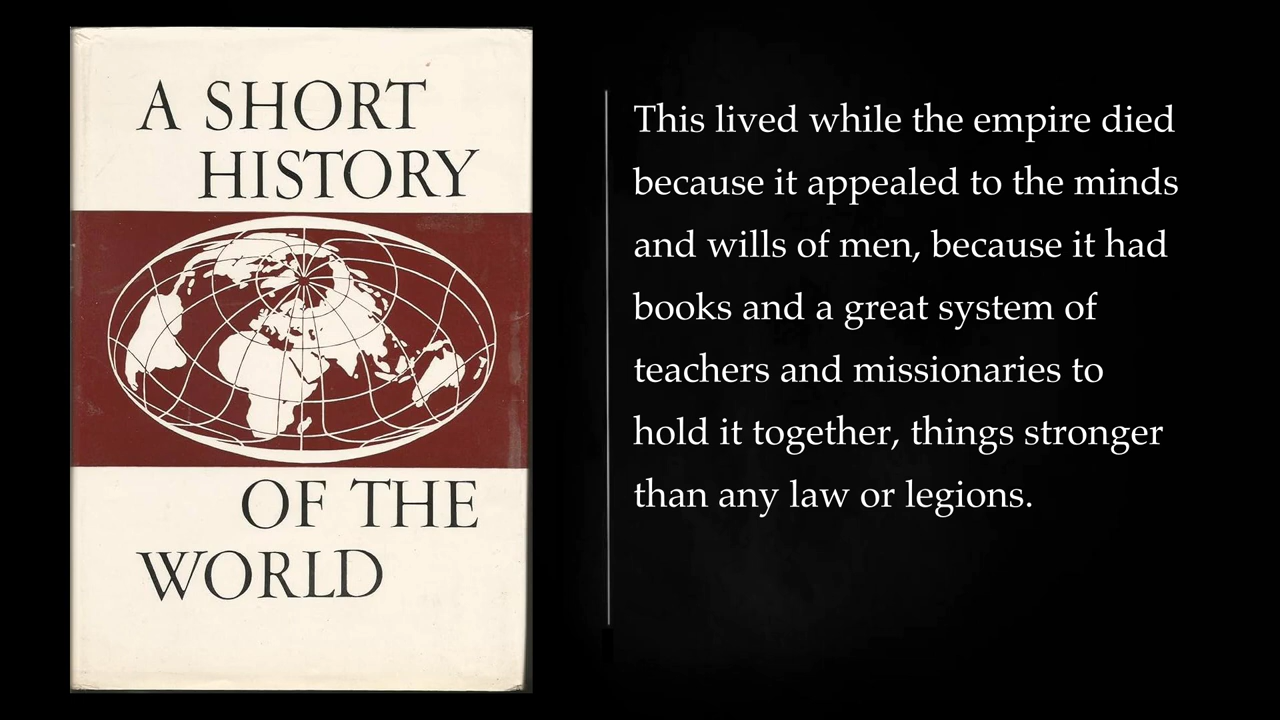 A SHORT
HISTORY
OF THE
WORLD
This lived while the empire died
because it appealed to the minds
and wills of men, because it had
books and a great system of
teachers and missionaries to
hold it together, things stronger
than any law or legions.